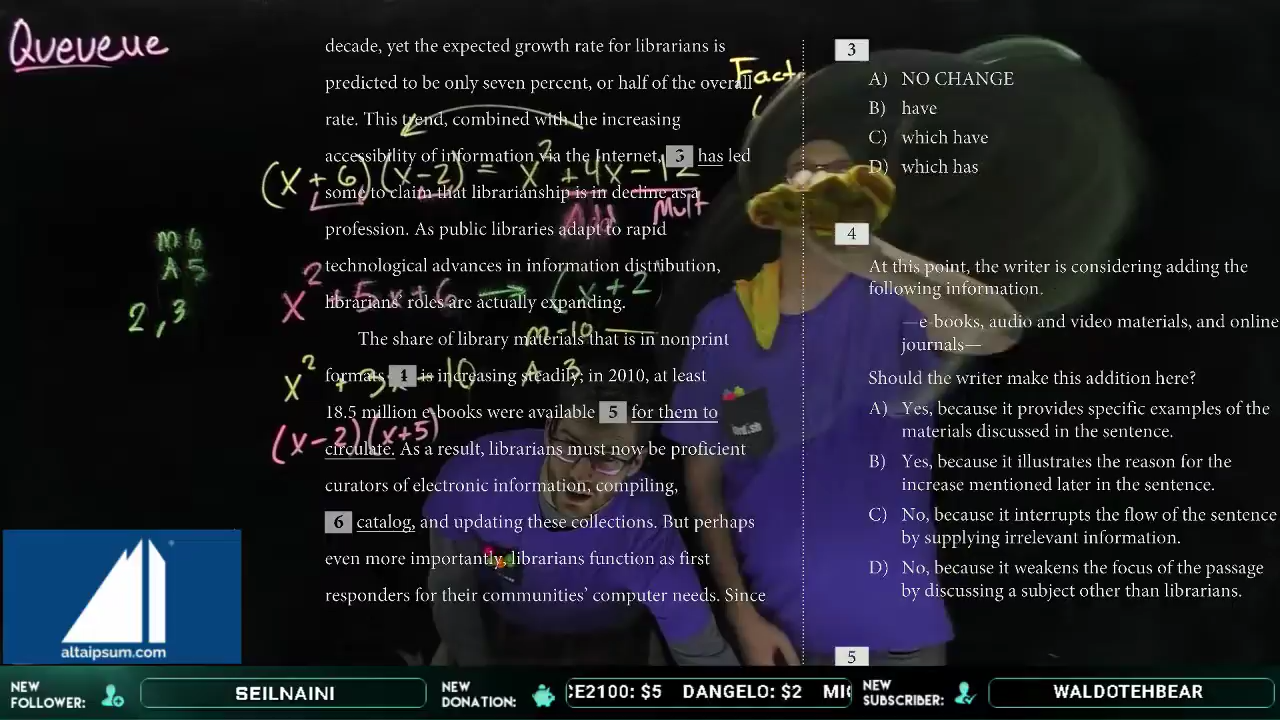 Queueue
decade, yet the expected growth rate for librarians is
predicted to be only seven percent, or half of the overall
rate. This trend, combined with the increasing
accessibility of information via the Internet, 3 has led
some to claim that librarianship is in decline as a
profession. As public libraries adapt to rapid
technological advances in information distribution,
librarians' roles are actually expanding.
The share of library materials that is in nonprint
formats 4 is increasing steadily; in 2010, at least
18.5 million e-books were available 5 for them to
circulate. As a result, librarians must now be proficient
curators of electronic information, compiling,
6 catalog, and updating these collections. But perhaps
even more importantly, librarians function as first
responders for their communities' computer needs. Since
(x + 6)(x - 2) = x² + 4x - 12
Add Mult
M 6
A 5
2, 3
x² + 5x + 6 → (x + 2)
M -10
A 3
x² + 3x - 10
(x - 2)(x + 5)
3
A) NO CHANGE
B) have
C) which have
D) which has
4
At this point, the writer is considering adding the
following information.
—e-books, audio and video materials, and online
journals—
Should the writer make this addition here?
A) Yes, because it provides specific examples of the
materials discussed in the sentence.
B) Yes, because it illustrates the reason for the
increase mentioned later in the sentence.
C) No, because it interrupts the flow of the sentence
by supplying irrelevant information.
D) No, because it weakens the focus of the passage
by discussing a subject other than librarians.
5
altaipsum.com
NEW FOLLOWER: SEILNAINI
NEW DONATION: CE2100: $5 DANGELO: $2
NEW SUBSCRIBER: WALDOTEHBEAR